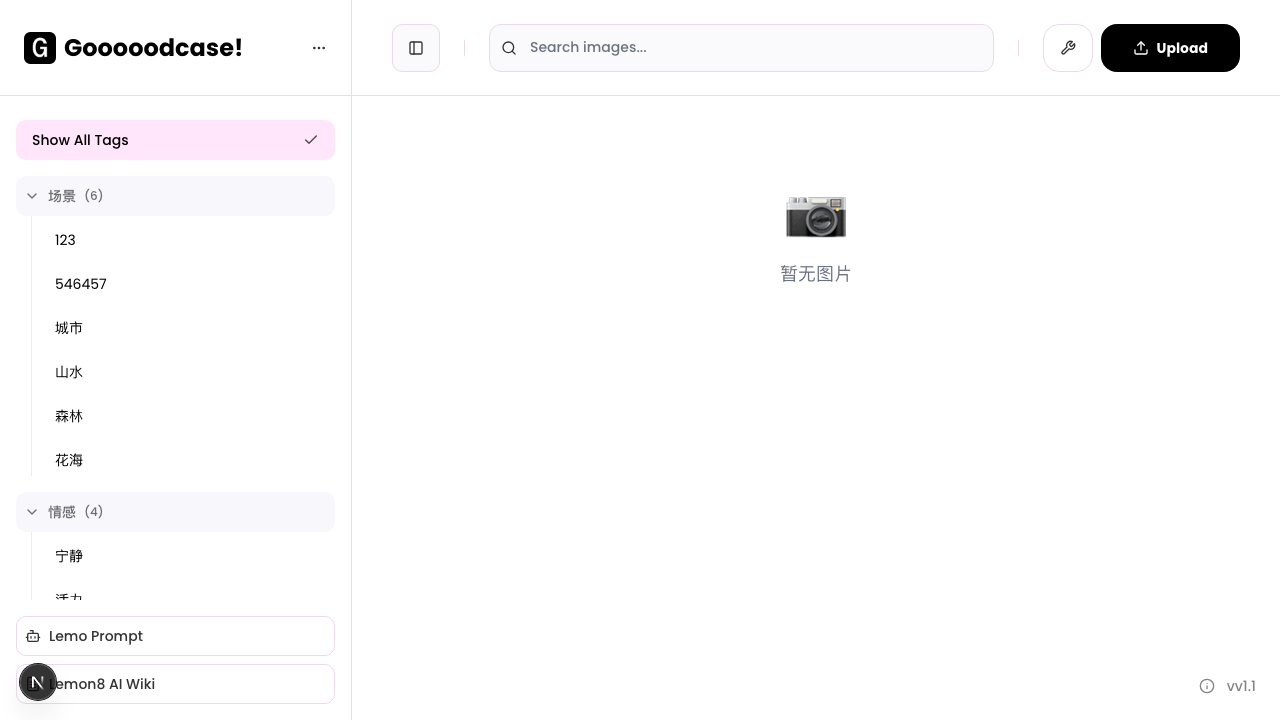 G Gooooodcase!
Search images...
Upload
Show All Tags
场景 (6)
123
546457
城市
山水
森林
花海
情感 (4)
宁静
Lemo Prompt
N Lemon8 AI Wiki
暂无图片
vv1.1